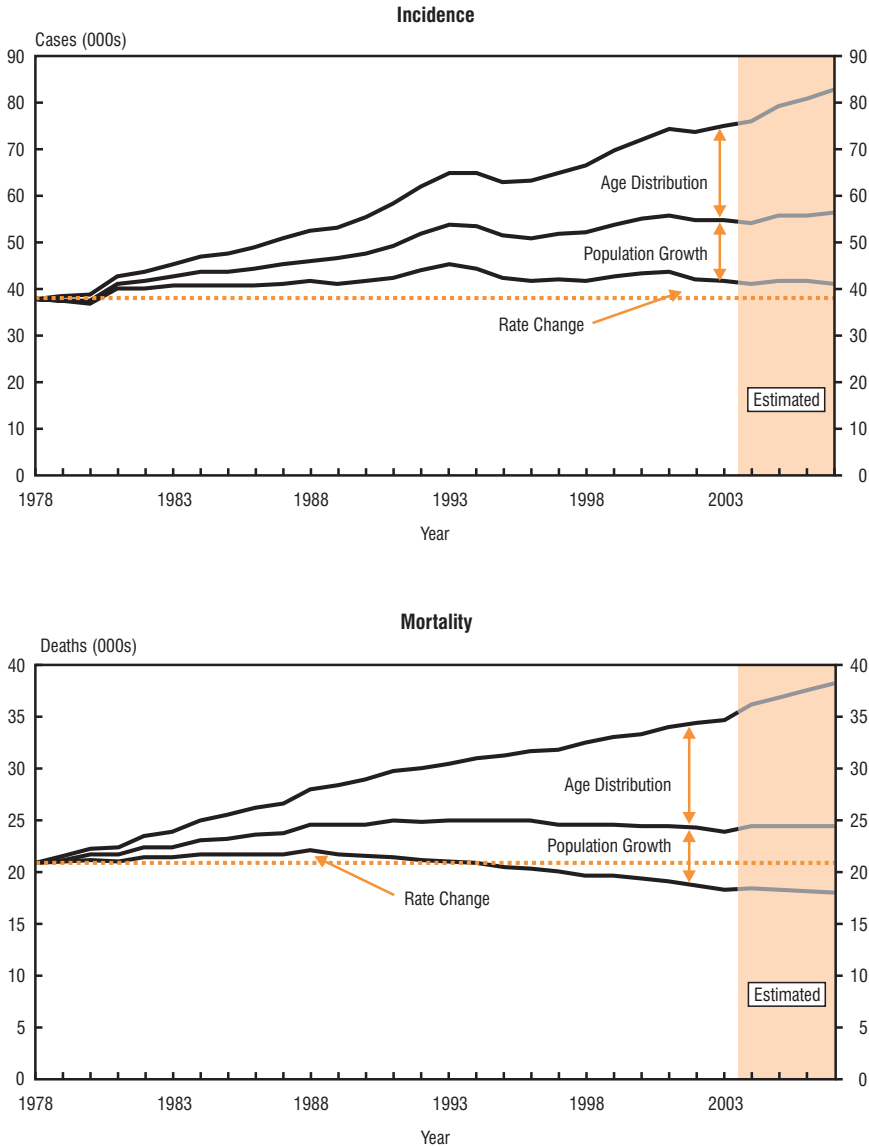 Incidence
Cases (000s)
90 90
80 80
70 70
Age Distribution
60 60
50 50
Population Growth
40 40
Rate Change
30 30
20 20
Estimated
10 10
0 0
1978 1983 1988 1993 1998 2003
Year
Mortality
Deaths (000s)
40 40
35 35
30 30
Age Distribution
25 25
Population Growth
20 20
Rate Change
15 15
10 10
Estimated
5 5
0 0
1978 1983 1988 1993 1998 2003
Year